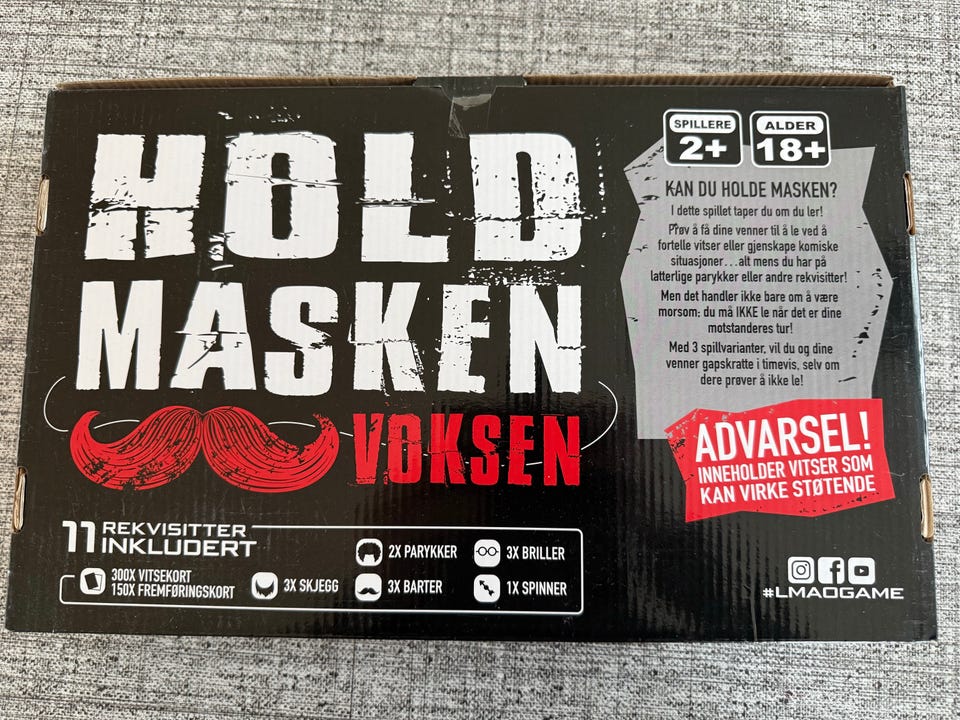 HOLD
MASKEN
VOKSEN
SPILLERE
2+
ALDER
18+
KAN DU HOLDE MASKEN?
I dette spillet taper du om du ler!
Prøv å få dine venner til å le ved å
fortelle vitser eller gjenskape komiske
situasjoner...alt mens du har på
latterlige parykker eller andre rekvisitter!
Men det handler ikke bare om å være
morsom; du må IKKE le når det er dine
motstanderes tur!
Med 3 spillvarianter, vil du og dine
venner gapskratte i timevis, selv om
dere prøver å ikke le!
ADVARSEL!
INNEHOLDER VITSER SOM
KAN VIRKE STØTENDE
11 REKVISITTER
INKLUDERT
300X VITSEKORT
150X FREMFØRINGSKORT
3X SKJEGG
2X PARYKKER
3X BARTER
3X BRILLER
1X SPINNER
#LMAOGAME